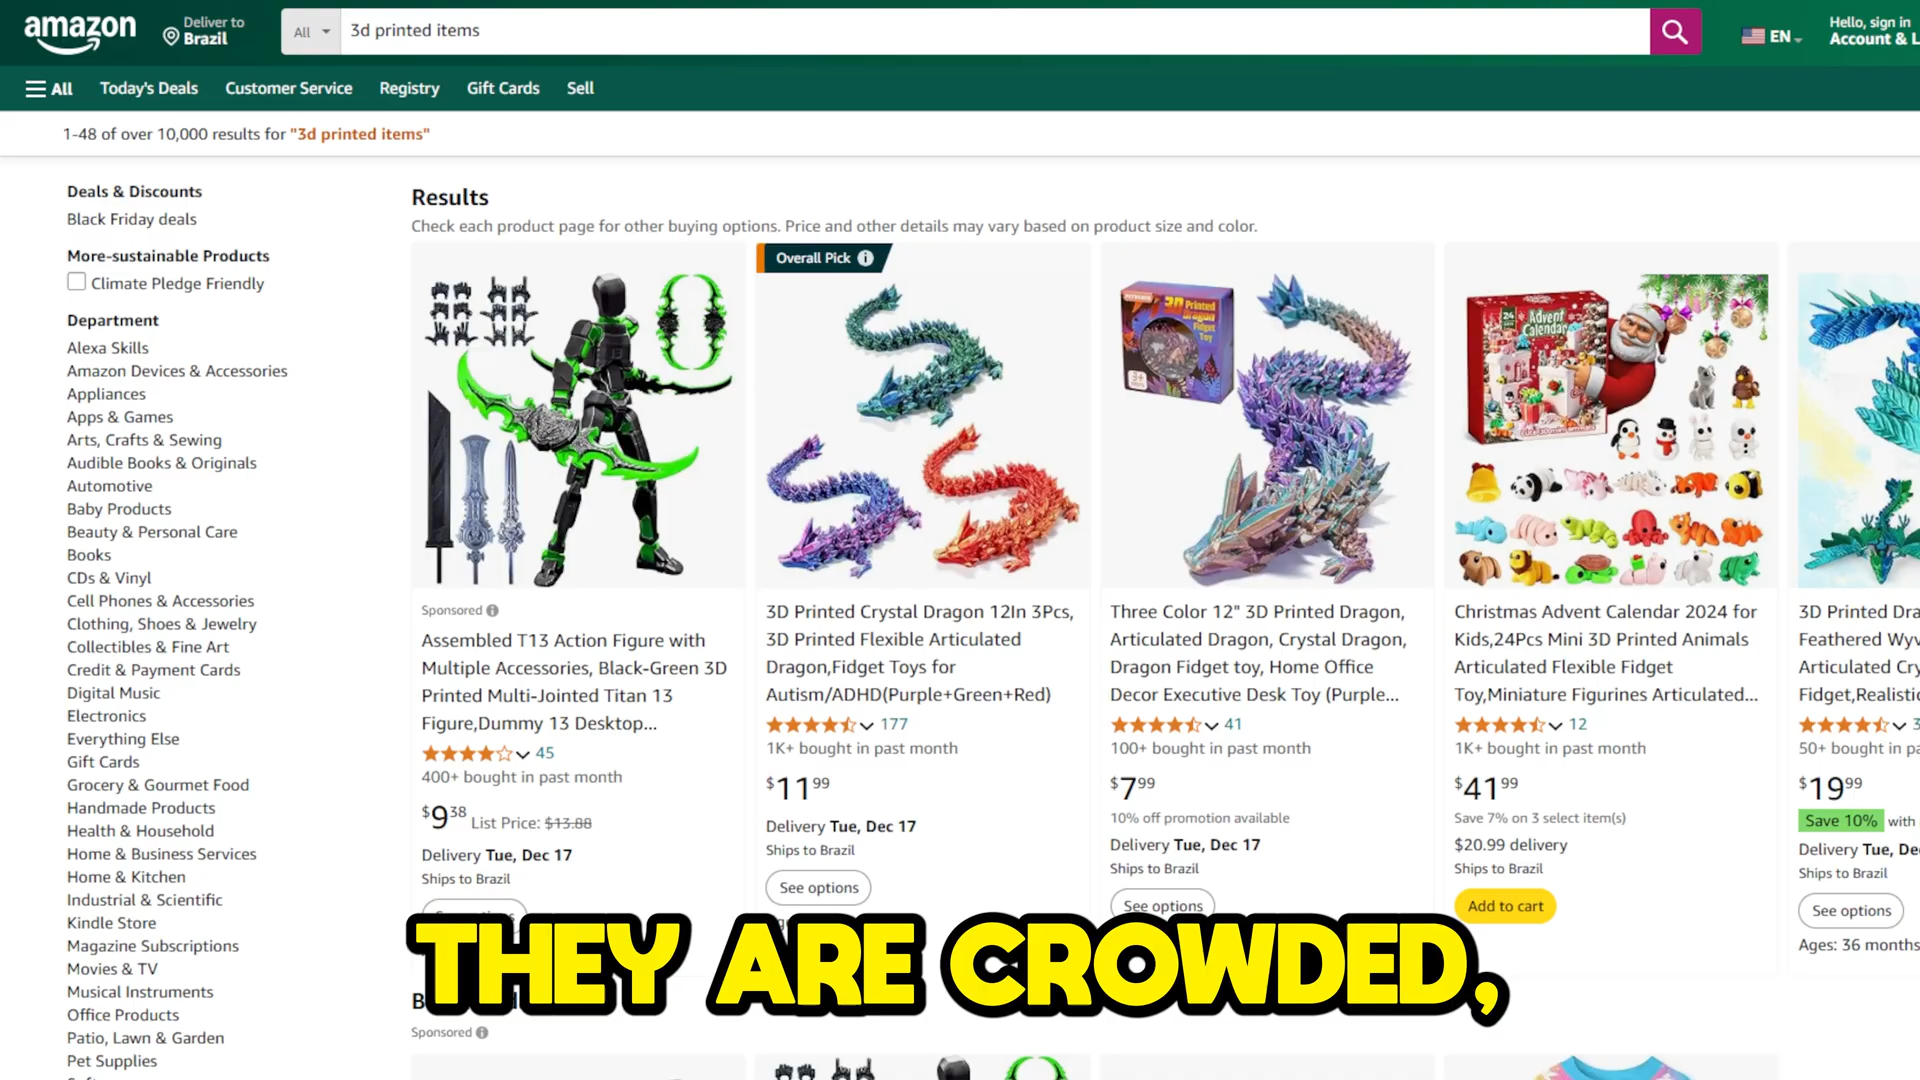 amazon
Deliver to
Brazil
All
3d printed items
EN
Hello, sign in
Account & L
All
Today's Deals
Customer Service
Registry
Gift Cards
Sell
1-48 of over 10,000 results for "3d printed items"
Deals & Discounts
Black Friday deals
More-sustainable Products
Climate Pledge Friendly
Department
Alexa Skills
Amazon Devices & Accessories
Appliances
Apps & Games
Arts, Crafts & Sewing
Audible Books & Originals
Automotive
Baby Products
Beauty & Personal Care
Books
CDs & Vinyl
Cell Phones & Accessories
Clothing, Shoes & Jewelry
Collectibles & Fine Art
Credit & Payment Cards
Digital Music
Electronics
Everything Else
Gift Cards
Grocery & Gourmet Food
Handmade Products
Health & Household
Home & Business Services
Home & Kitchen
Industrial & Scientific
Kindle Store
Magazine Subscriptions
Movies & TV
Musical Instruments
Office Products
Patio, Lawn & Garden
Pet Supplies
Results
Check each product page for other buying options. Price and other details may vary based on product size and color.
Sponsored
Assembled T13 Action Figure with
Multiple Accessories, Black-Green 3D
Printed Multi-Jointed Titan 13
Figure,Dummy 13 Desktop...
45
400+ bought in past month
$9.38 List Price: $13.88
Delivery Tue, Dec 17
Ships to Brazil
Overall Pick
3D Printed Crystal Dragon 12In 3Pcs,
3D Printed Flexible Articulated
Dragon,Fidget Toys for
Autism/ADHD(Purple+Green+Red)
177
1K+ bought in past month
$11.99
Delivery Tue, Dec 17
Ships to Brazil
See options
3D Printed
Dragon
Fidget
Toy
3+
Three Color 12" 3D Printed Dragon,
Articulated Dragon, Crystal Dragon,
Dragon Fidget toy, Home Office
Decor Executive Desk Toy (Purple...
41
100+ bought in past month
$7.99
10% off promotion available
Delivery Tue, Dec 17
Ships to Brazil
See options
24
Advent
Calendar
Christmas Advent Calendar 2024 for
Kids,24Pcs Mini 3D Printed Animals
Articulated Flexible Fidget
Toy,Miniature Figurines Articulated...
12
1K+ bought in past month
$41.99
Save 7% on 3 select item(s)
$20.99 delivery
Ships to Brazil
Add to cart
3D Printed Dra
Feathered Wyv
Articulated Cry
Fidget,Realistic
3
50+ bought in pa
$19.99
Save 10% with
Delivery Tue, De
Ships to Brazil
See options
Ages: 36 months
THEY ARE CROWDED,
Sponsored